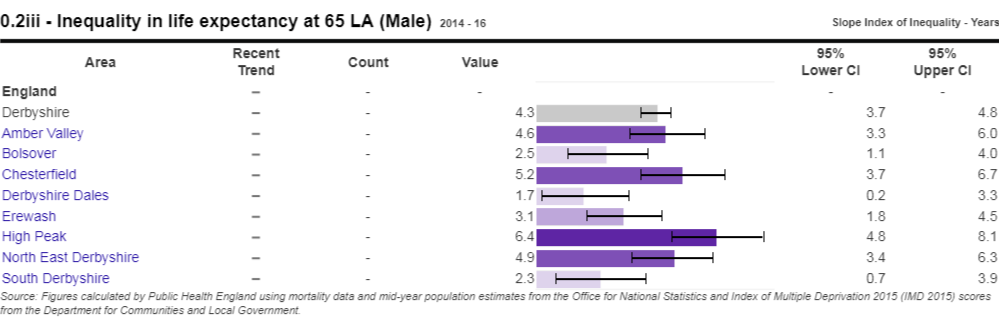 0.2iii - Inequality in life expectancy at 65 LA (Male) 2014 - 16 Slope Index of Inequality - Years
Area Recent Trend Count Value 95% Lower CI 95% Upper CI
England – - - - -
Derbyshire – - 4.3 3.7 4.8
Amber Valley – - 4.6 3.3 6.0
Bolsover – - 2.5 1.1 4.0
Chesterfield – - 5.2 3.7 6.7
Derbyshire Dales – - 1.7 0.2 3.3
Erewash – - 3.1 1.8 4.5
High Peak – - 6.4 4.8 8.1
North East Derbyshire – - 4.9 3.4 6.3
South Derbyshire – - 2.3 0.7 3.9
Source: Figures calculated by Public Health England using mortality data and mid-year population estimates from the Office for National Statistics and Index of Multiple Deprivation 2015 (IMD 2015) scores
from the Department for Communities and Local Government.